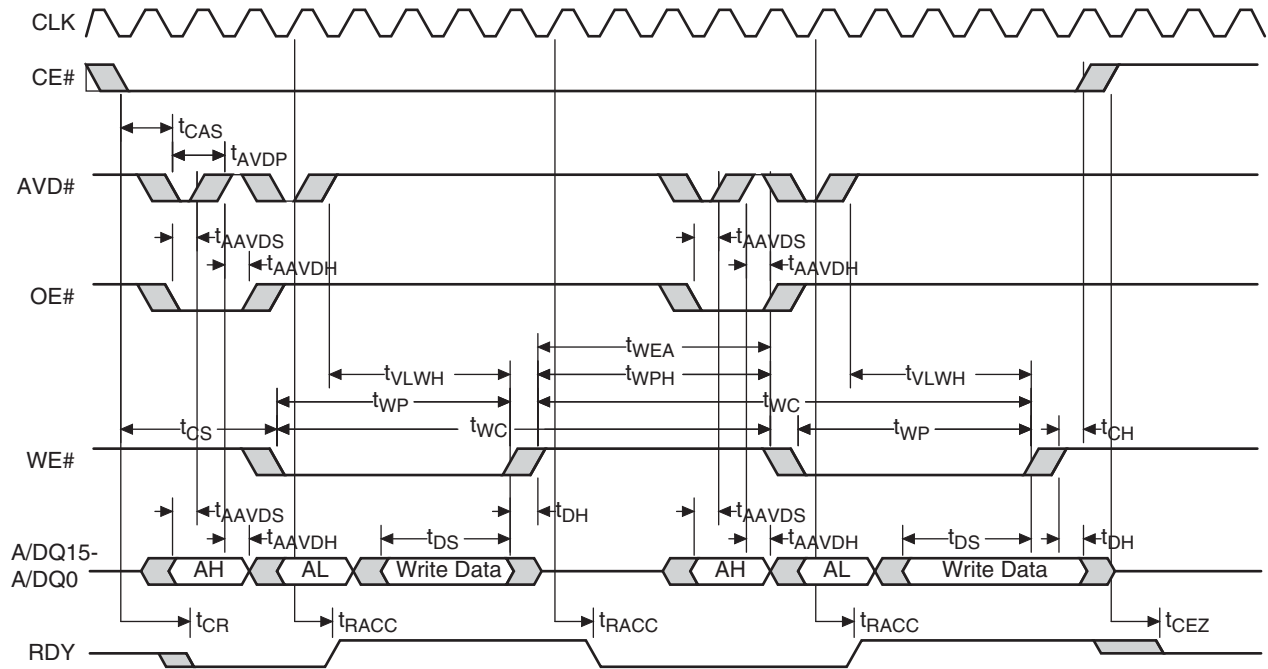 CLK
CE#
tCAS
tAVDP
AVD#
tAAVDS tAAVDS
tAAVDH tAAVDH
OE#
tWEA
tVLWH tWPH tVLWH
tWP tWC
tCS tWC tWP tCH
WE#
tAAVDS tDH tAAVDS
tAAVDH tDS tAAVDH tDS tDH
A/DQ15-
A/DQ0
AH AL Write Data AH AL Write Data
tCR tRACC tRACC tRACC tCEZ
RDY